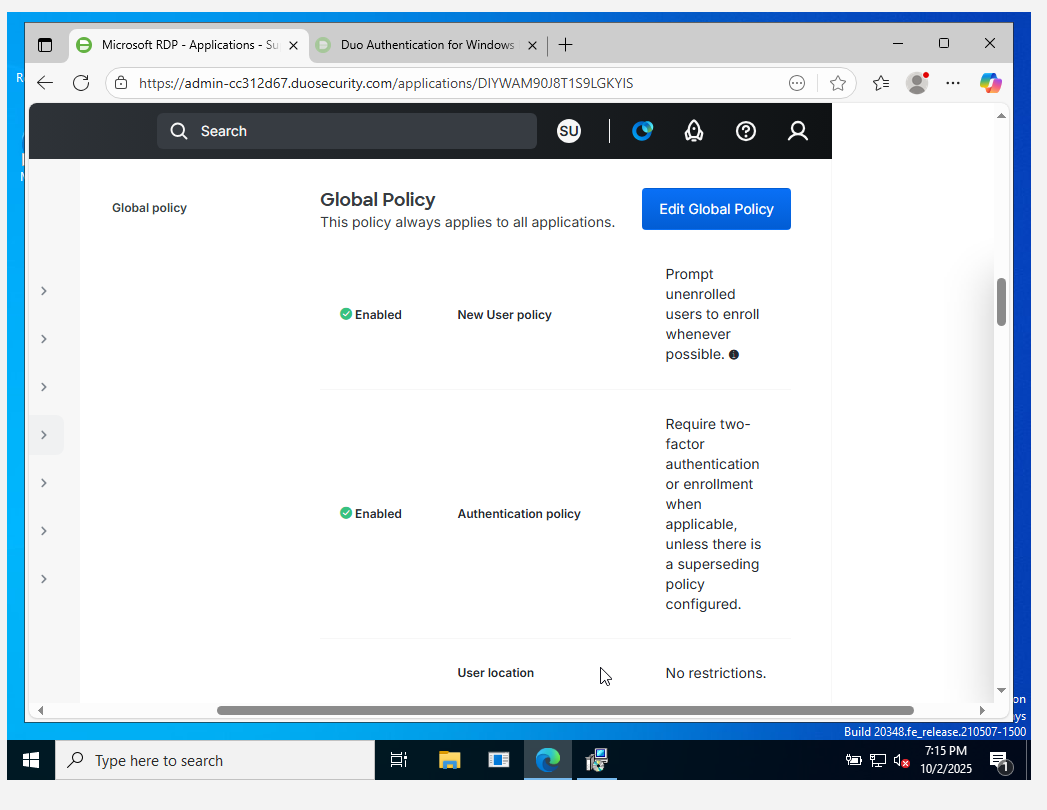 Microsoft RDP - Applications - Su
Duo Authentication for Windows
https://admin-cc312d67.duosecurity.com/applications/DIYWAM90J8T1S9LGKYIS
Search
SU
Global policy
Global Policy
This policy always applies to all applications.
Edit Global Policy
Enabled
New User policy
Prompt
unenrolled
users to enroll
whenever
possible.
Enabled
Authentication policy
Require two-
factor
authentication
or enrollment
when
applicable,
unless there is
a superseding
policy
configured.
User location
No restrictions.
on
Build 20348.fe_release.210507-1500
Type here to search
7:15 PM
10/2/2025
1